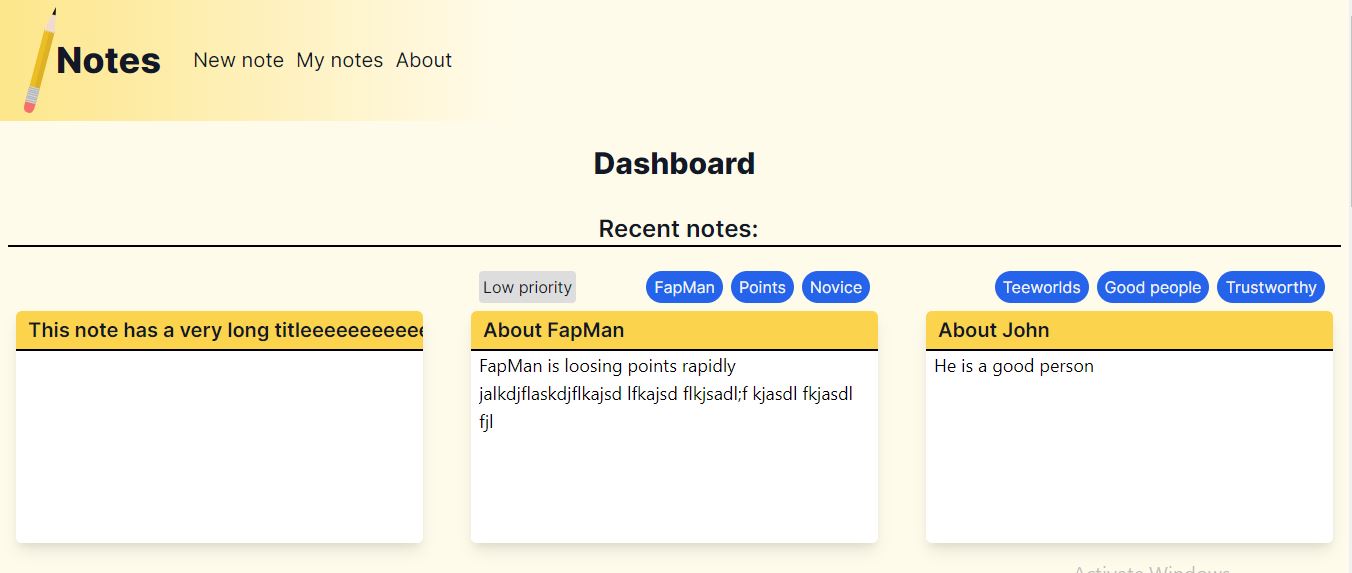 Notes New note My notes About
Dashboard
Recent notes:
Low priority FapMan Points Novice Teeworlds Good people Trustworthy
This note has a very long titleeeeeeeeeeee About FapMan About John
FapMan is loosing points rapidly He is a good person
jalkdjflaskdjflkajsd lfkajsd flkjsadl;f kjasdl fkjasdl
fjl
Activate Windows